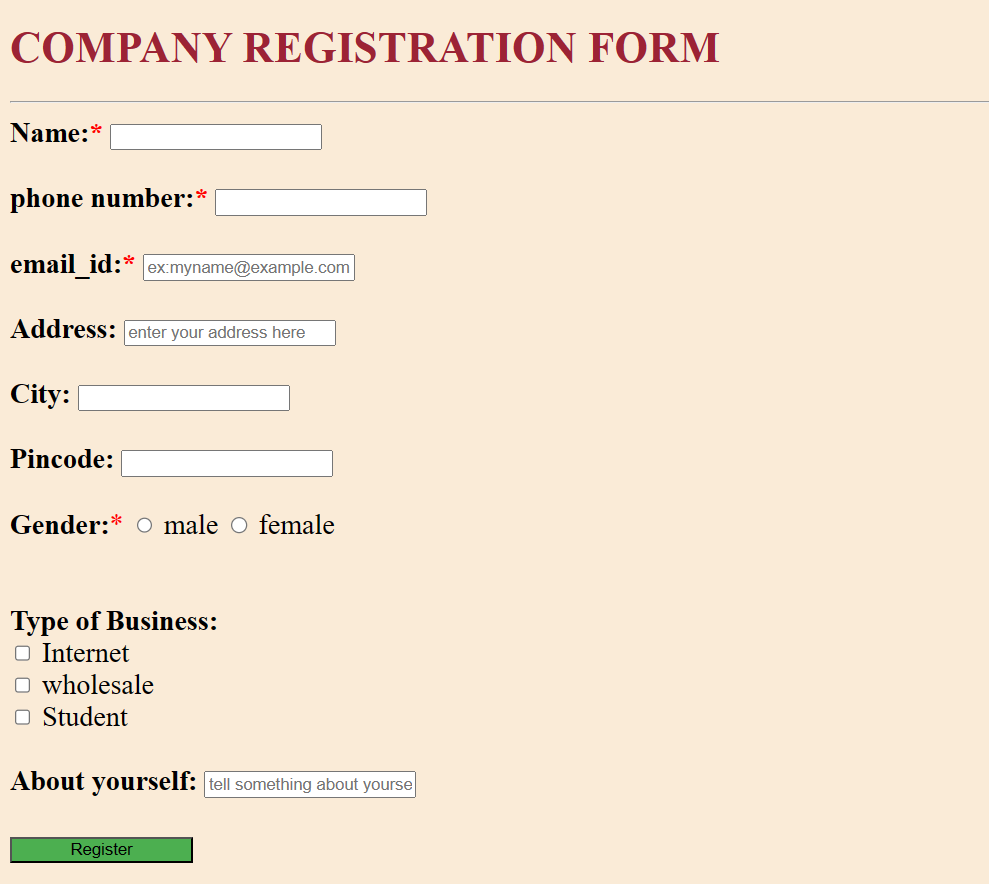 COMPANY REGISTRATION FORM
Name:*
phone number:*
email_id:* ex:myname@example.com
Address: enter your address here
City:
Pincode:
Gender:* male female
Type of Business:
Internet
wholesale
Student
About yourself: tell something about yourse
Register